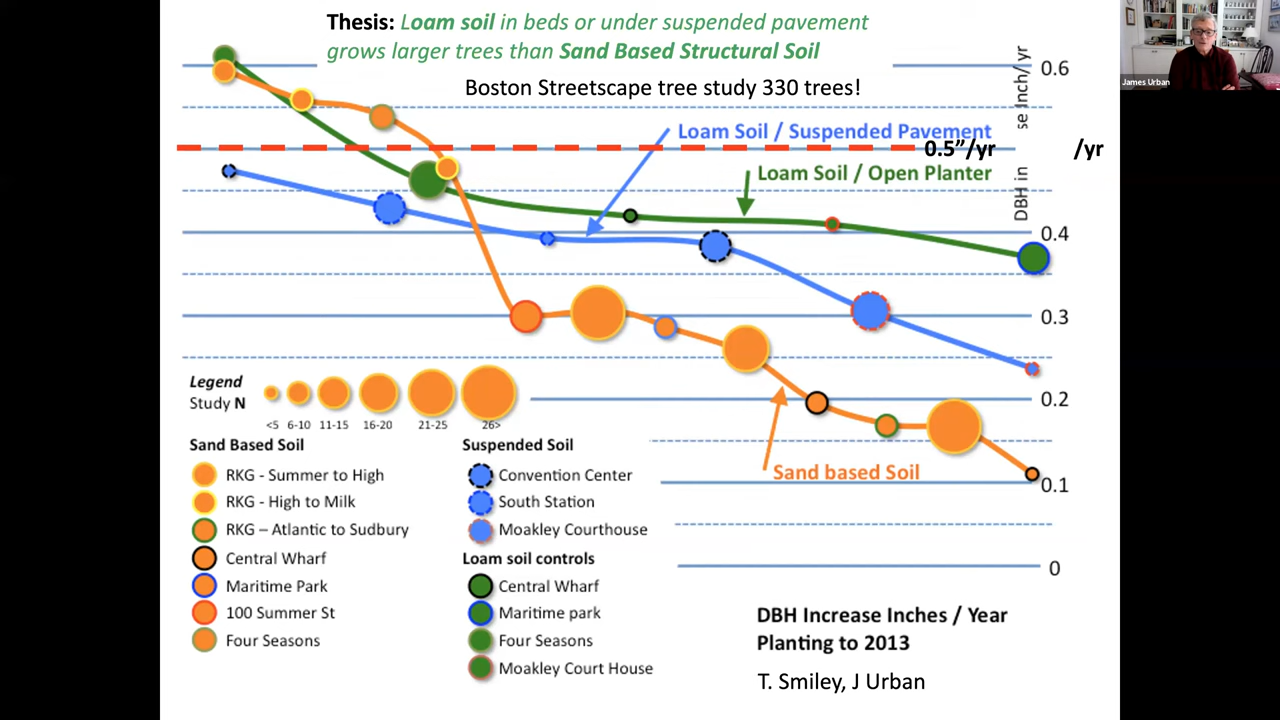 Thesis: Loam soil in beds or under suspended pavement
grows larger trees than Sand Based Structural Soil
Boston Streetscape tree study 330 trees!
James Urban
se Inch/ yr
DBH in
0.6
Loam Soil / Suspended Pavement
0.5”/yr
/yr
Loam Soil / Open Planter
0.4
0.3
Legend
Study N
<5 6-10 11-15 16-20 21-25 26>
0.2
Sand based Soil
0.1
0
Sand Based Soil
RKG - Summer to High
RKG - High to Milk
RKG – Atlantic to Sudbury
Central Wharf
Maritime Park
100 Summer St
Four Seasons
Suspended Soil
Convention Center
South Station
Moakley Courthouse
Loam soil controls
Central Wharf
Maritime park
Four Seasons
Moakley Court House
DBH Increase Inches / Year
Planting to 2013
T. Smiley, J Urban